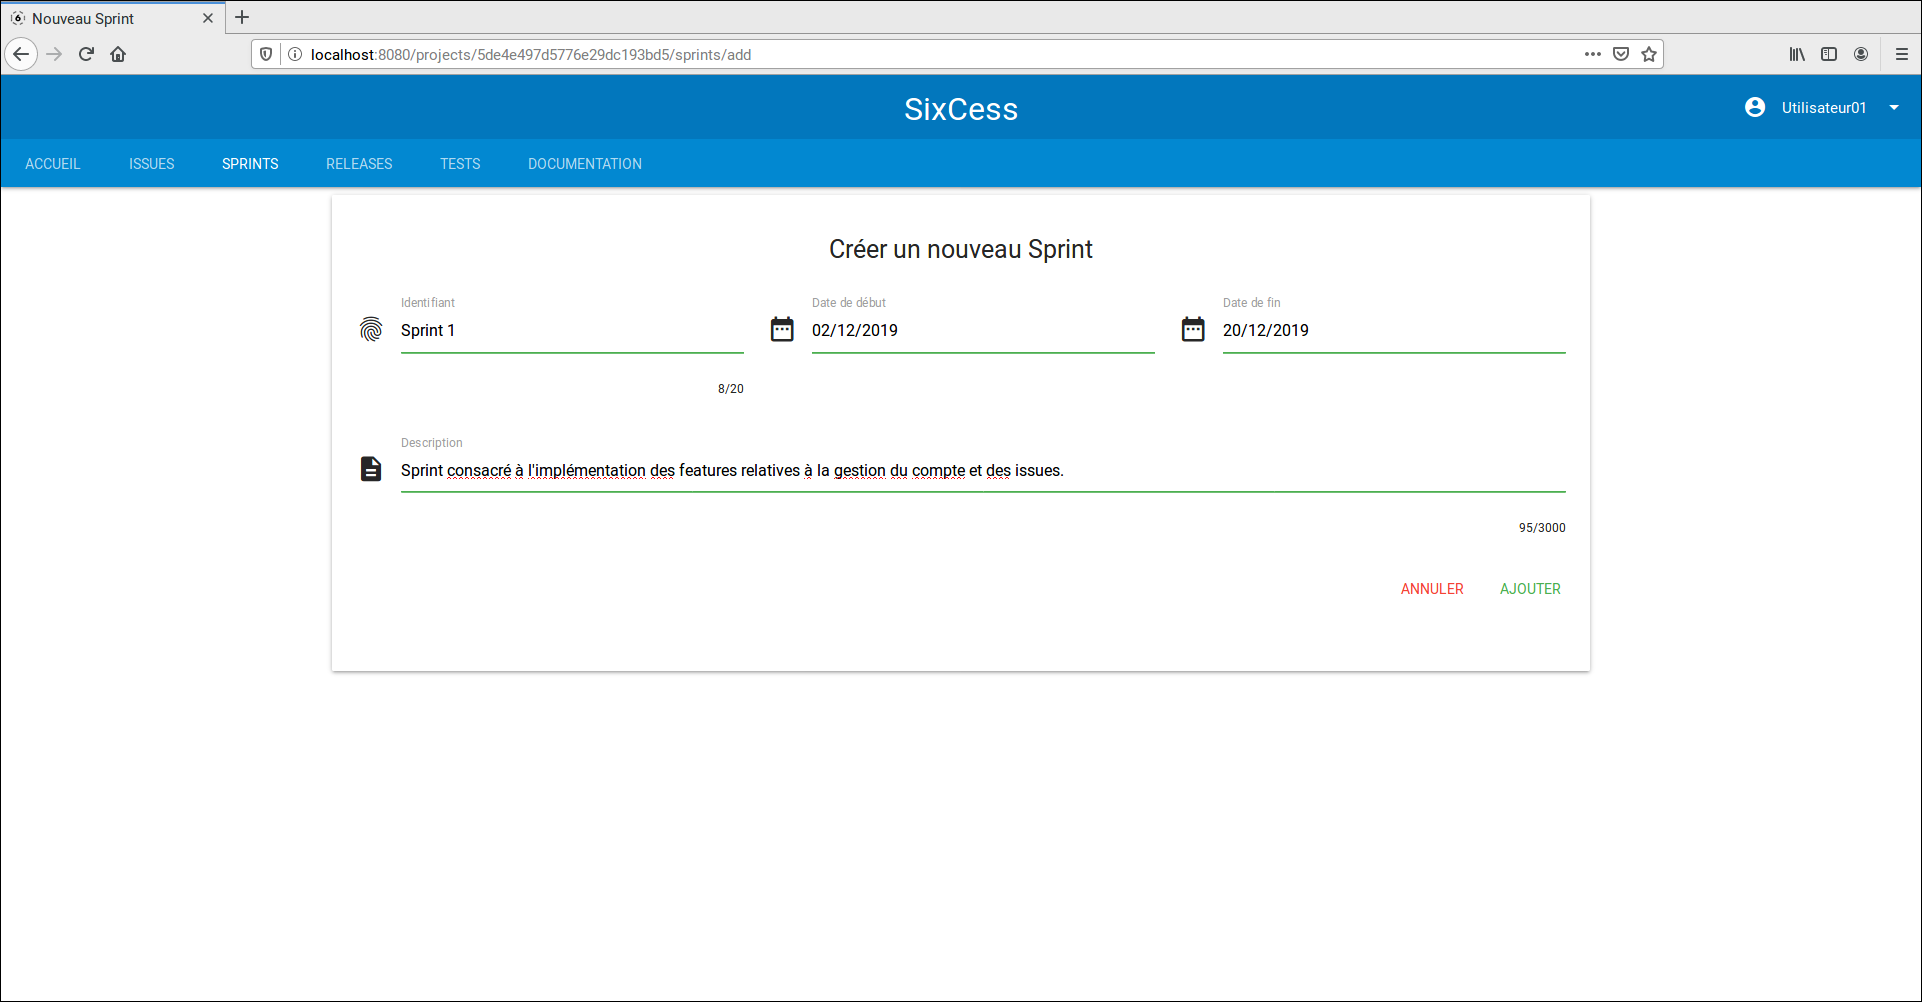 Nouveau Sprint
localhost:8080/projects/5de4e497d5776e29dc193bd5/sprints/add
SixCess
Utilisateur01
ACCUEIL ISSUES SPRINTS RELEASES TESTS DOCUMENTATION
Créer un nouveau Sprint
Identifiant Date de début Date de fin
Sprint 1 02/12/2019 20/12/2019
8/20
Description
Sprint consacré à l'implémentation des features relatives à la gestion du compte et des issues.
95/3000
ANNULER AJOUTER